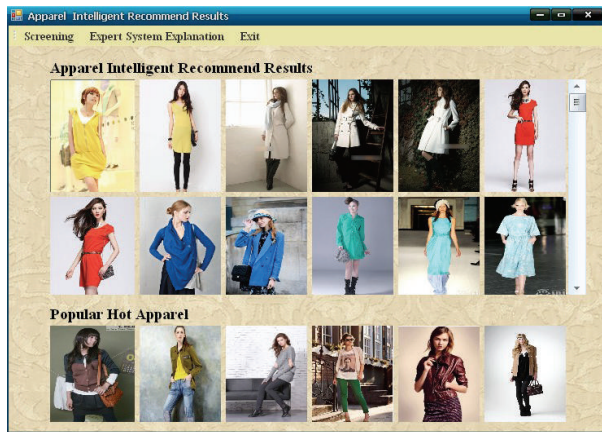 Apparel Intelligent Recommend Results
Screening Expert System Explanation Exit
Apparel Intelligent Recommend Results
Popular Hot Apparel